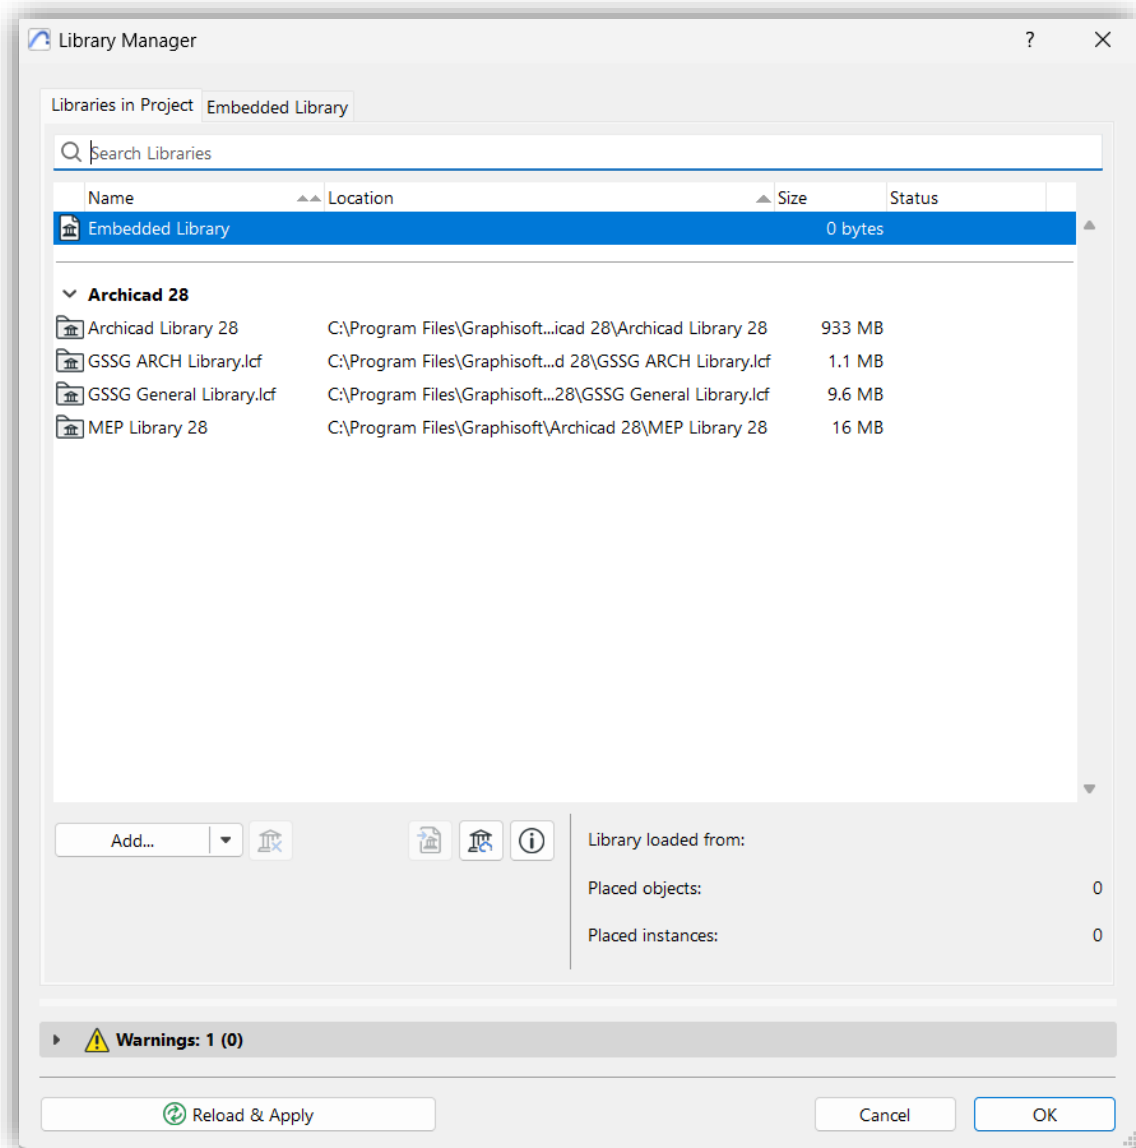 Library Manager ?
Libraries in Project Embedded Library
Search Libraries
Name Location Size Status
Embedded Library 0 bytes
Archicad 28
Archicad Library 28 C:\Program Files\Graphisoft...icad 28\Archicad Library 28 933 MB
GSSG ARCH Library.lcf C:\Program Files\Graphisoft...d 28\GSSG ARCH Library.lcf 1.1 MB
GSSG General Library.lcf C:\Program Files\Graphisoft...28\GSSG General Library.lcf 9.6 MB
MEP Library 28 C:\Program Files\Graphisoft\Archicad 28\MEP Library 28 16 MB
Add...
Library loaded from:
Placed objects: 0
Placed instances: 0
Warnings: 1 (0)
Reload & Apply Cancel OK